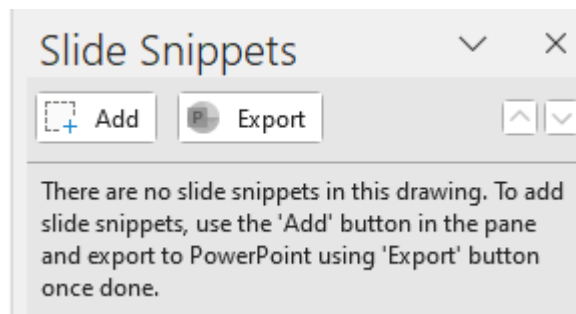 Slide Snippets
Add
Export
There are no slide snippets in this drawing. To add
slide snippets, use the 'Add' button in the pane
and export to PowerPoint using 'Export' button
once done.